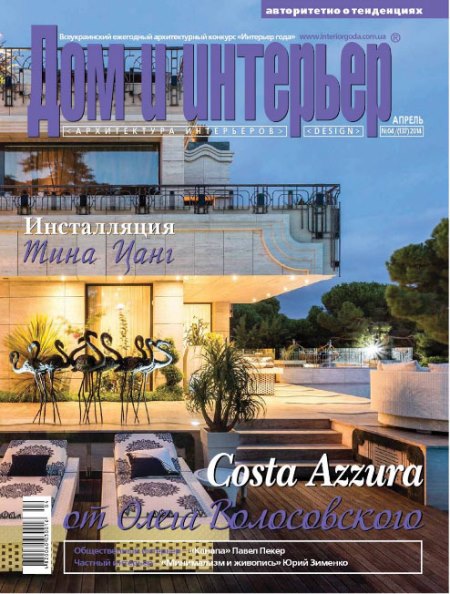 авторитетно о тенденциях
Всеукраинский ежегодный архитектурный конкурс «Интерьер года» www.interiorgoda.com.ua
Дом и интерьер®
<АРХИТЕКТУРА ИНТЕРЬЕРОВ> <DESIGN>
АПРЕЛЬ
№04 /(137) 2014
Инсталляция
Тина Цанг
Costa Azzura
от Олега Волосовского
«Канапа» Павел Пекер
«Минимализм и живопись» Юрий Зименко